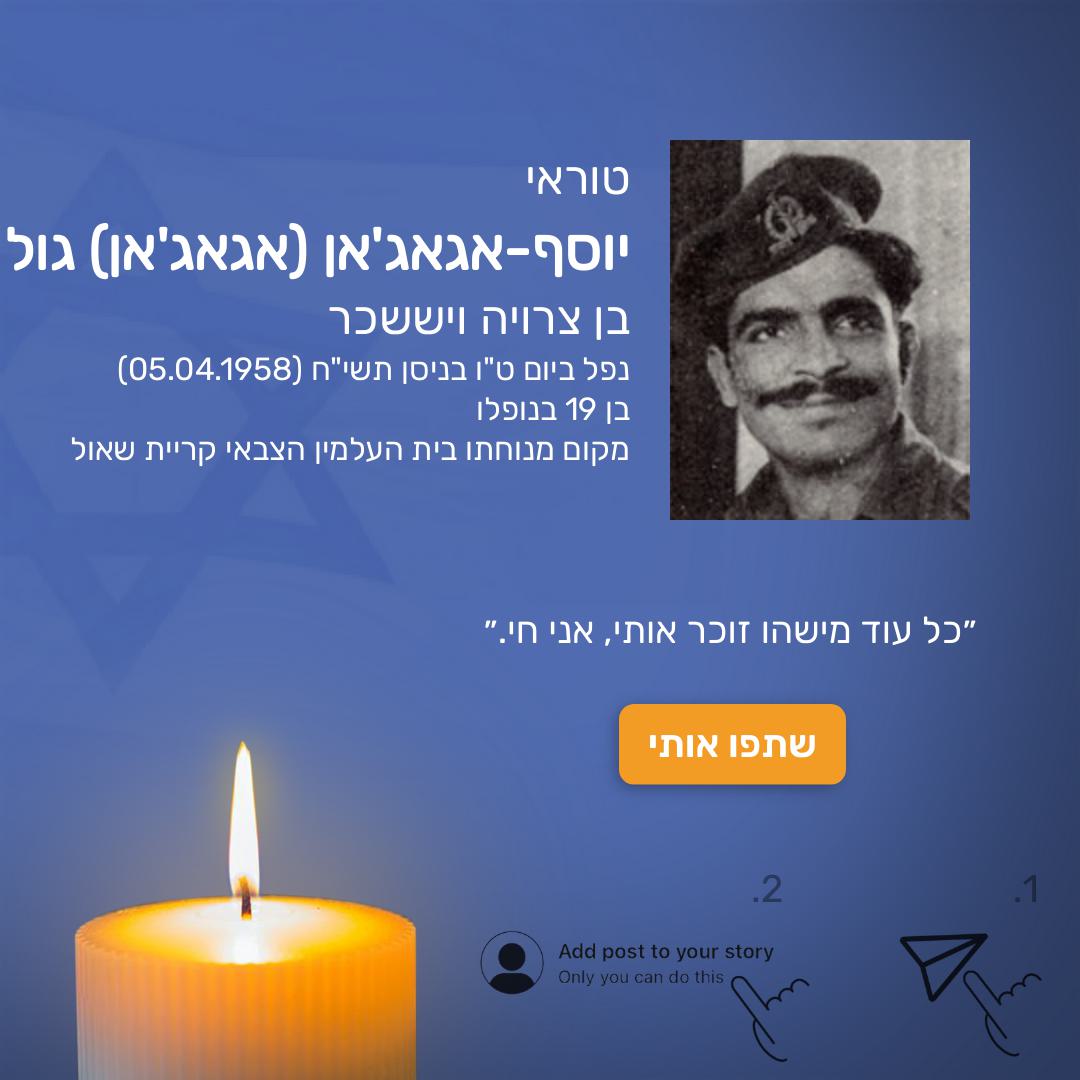 טוראי
יוסף-אגאג'אן (אגאג'אן) גול
בן צרויה ויששכר
נפל ביום ט"ו בניסן תשי"ח (05.04.1958)
בן 19 בנופלו
מקום מנוחתו בית העלמין הצבאי קריית שאול
״כל עוד מישהו זוכר אותי, אני חי.״
שתפו אותי
1.
2.
Add post to your story
Only you can do this